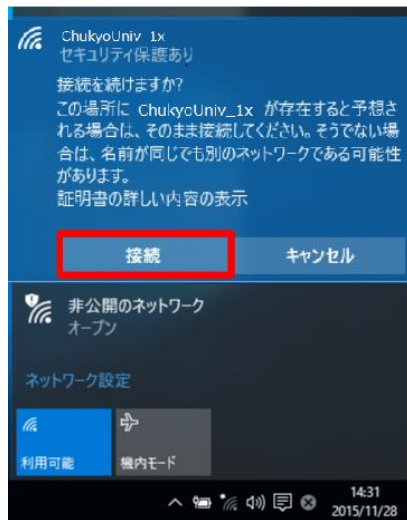 ChukyoUniv_1x
セキュリティ保護あり
接続を続けますか?
この場所に ChukyoUniv_1x が存在すると予想さ
れる場合は、そのまま接続してください。そうでない場
合は、名前が同じでも別のネットワークである可能性
があります。
証明書の詳しい内容の表示
接続 キャンセル
非公開のネットワーク
オープン
ネットワーク設定
利用可能 機内モード
14:31
2015/11/28